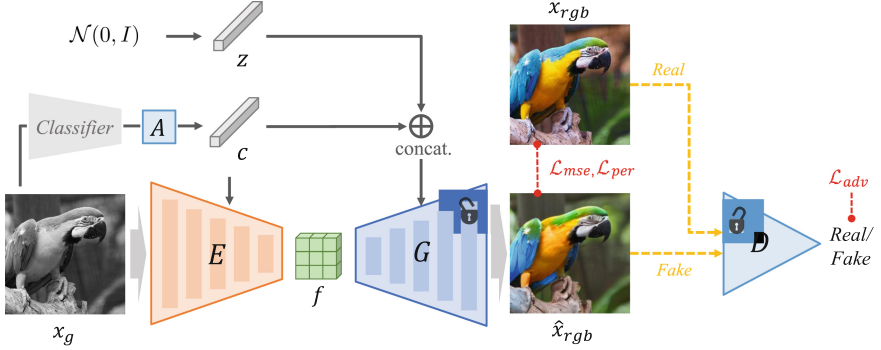 𝒩(0, I)
z
x_rgb
Real
Classifier
A
c
concat.
ℒ_mse, ℒ_per
ℒ_adv
E
f
G
D
Real/
Fake
Fake
x_g
x̂_rgb